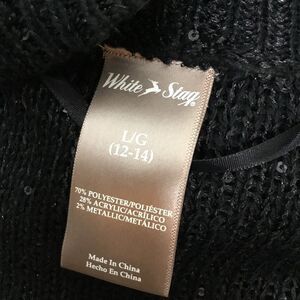 White Stag®
L/G
(12-14)
70% POLYESTER/POLIÉSTER
28% ACRYLIC/ACRÍLICO
2% METALLIC/METÁLICO
Made In China
Hecho En China